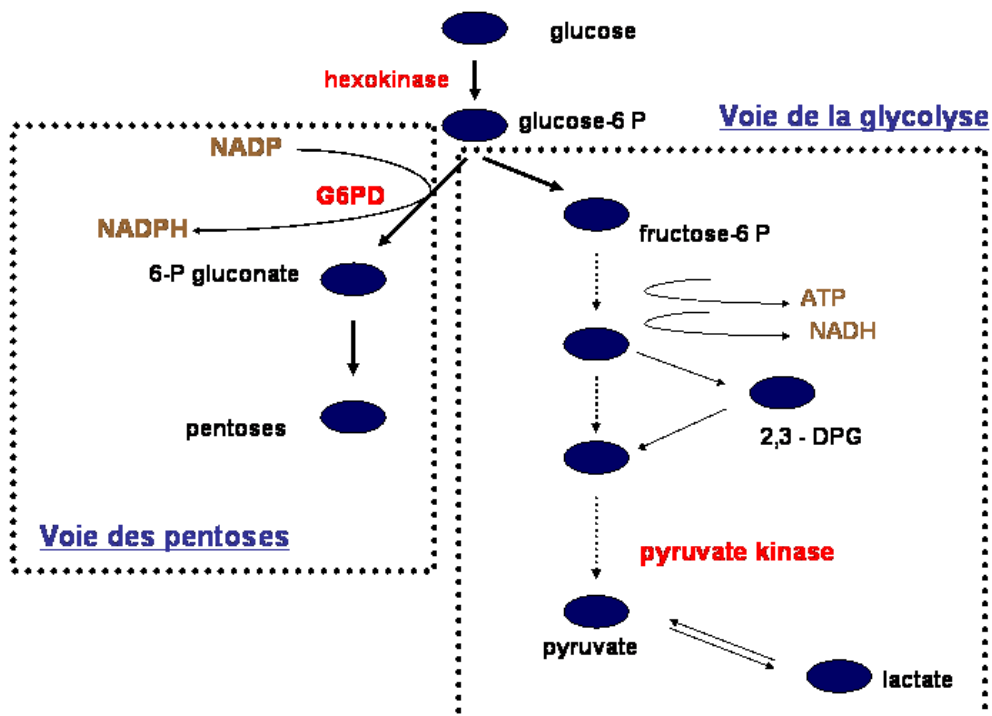 glucose
hexokinase
glucose-6 P
Voie de la glycolyse
NADP
G6PD
NADPH
fructose-6 P
6-P gluconate
ATP
NADH
pentoses
2,3 - DPG
Voie des pentoses
pyruvate kinase
pyruvate
lactate